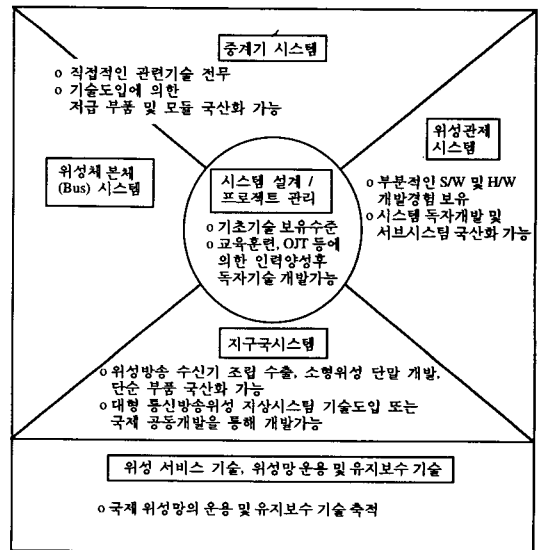 중계기 시스템
o 직접적인 관련기술 전무
o 기술도입에 의한
저급 부품 및 모듈 국산화 가능
위성체 본체
(Bus) 시스템
시스템 설계 /
프로젝트 관리
o 기초기술 보유수준
o 교육훈련, OJT 등에
의한 인력양성후
독자기술 개발가능
위성관제
시스템
o 부분적인 S/W 및 H/W
개발경험 보유
o 시스템 독자개발 및
서브시스템 국산화 가능
지구국시스템
o 위성방송 수신기 조립 수출, 소형위성 단말 개발,
단순 부품 국산화 가능
o 대형 통신방송위성 지상시스팀 기술도입 또는
국제 공동개발을 통해 개발가능
위성 서비스 기술, 위성망 운용 및 유지보수 기술
o 국제 위성망의 운용 및 유지보수 기술 축적